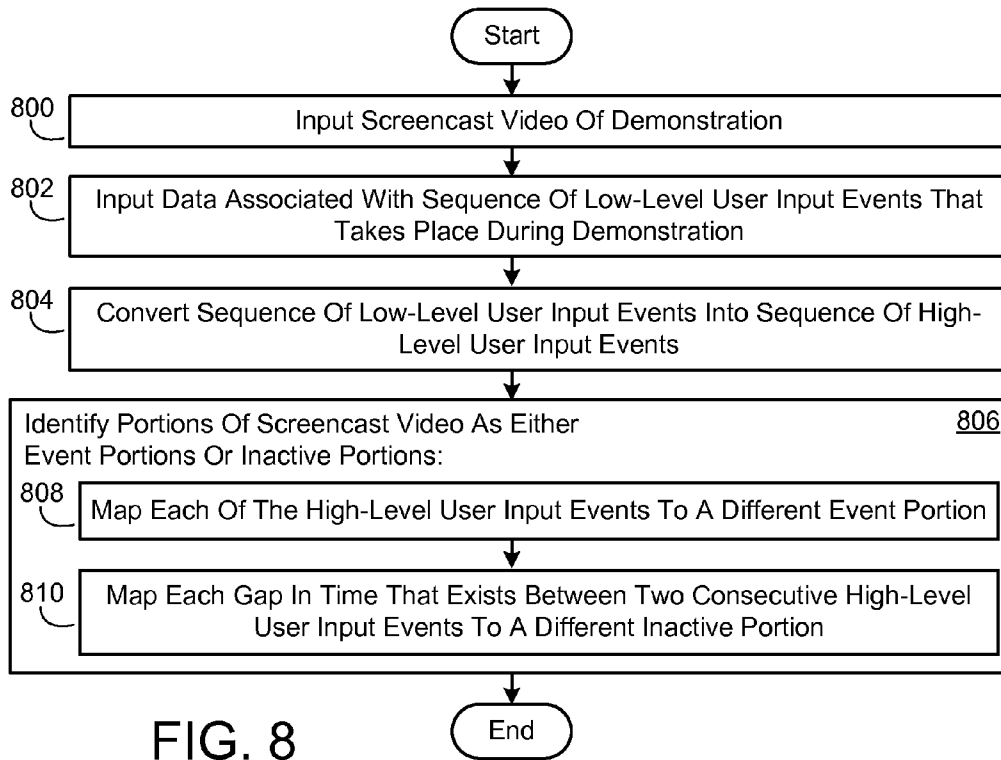 Start
800
Input Screencast Video Of Demonstration
802
Input Data Associated With Sequence Of Low-Level User Input Events That
Takes Place During Demonstration
804
Convert Sequence Of Low-Level User Input Events Into Sequence Of High-
Level User Input Events
Identify Portions Of Screencast Video As Either
806
Event Portions Or Inactive Portions:
808
Map Each Of The High-Level User Input Events To A Different Event Portion
810
Map Each Gap In Time That Exists Between Two Consecutive High-Level
User Input Events To A Different Inactive Portion
End
FIG. 8